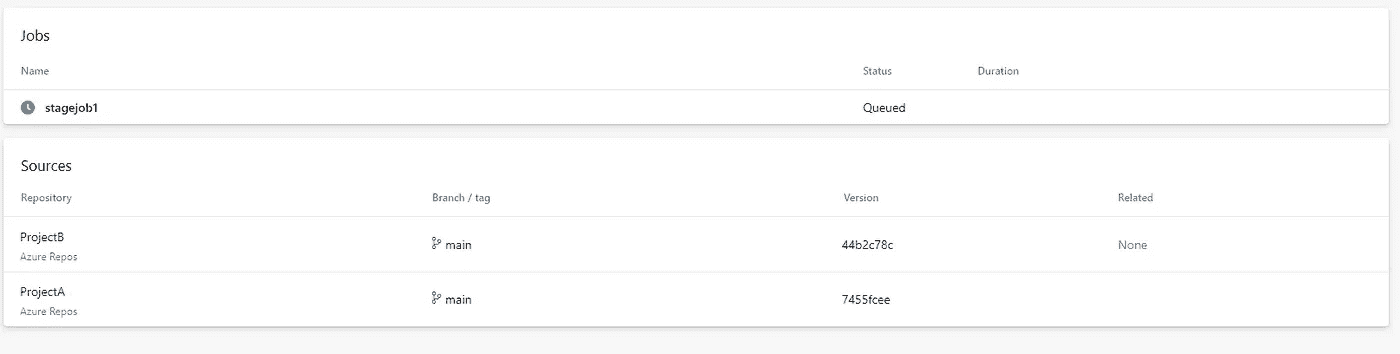 Jobs
Name Status Duration
stagejob1 Queued
Sources
Repository Branch / tag Version Related
ProjectB
Azure Repos main 44b2c78c None
ProjectA
Azure Repos main 7455fcee